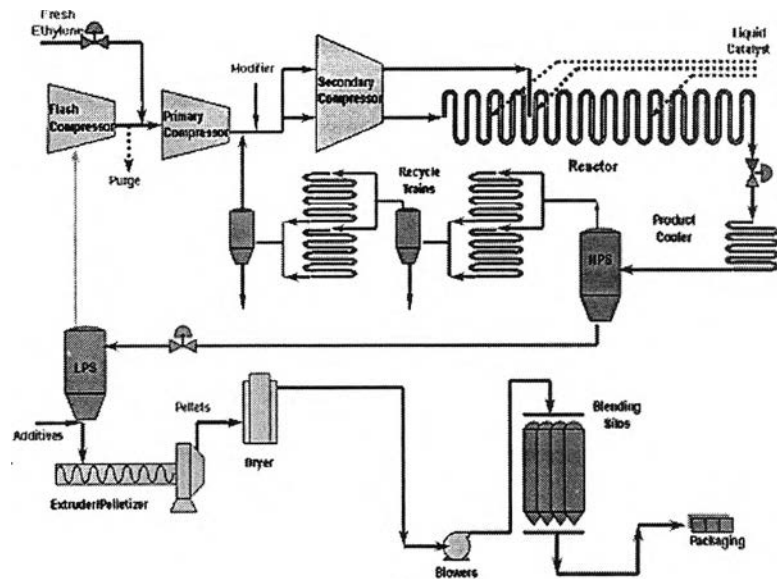 Fresh
Ethylene
Liquid
Catalyst
Modifier
Secondary
Compressor
Flash
Compressor
Primary
Compressor
Purge
Reactor
Recycle
Trains
Product
Cooler
HPS
LPS
Additives
Pellets
Dryer
Extruder/Pelletizer
Blending
Silos
Blowers
Packaging